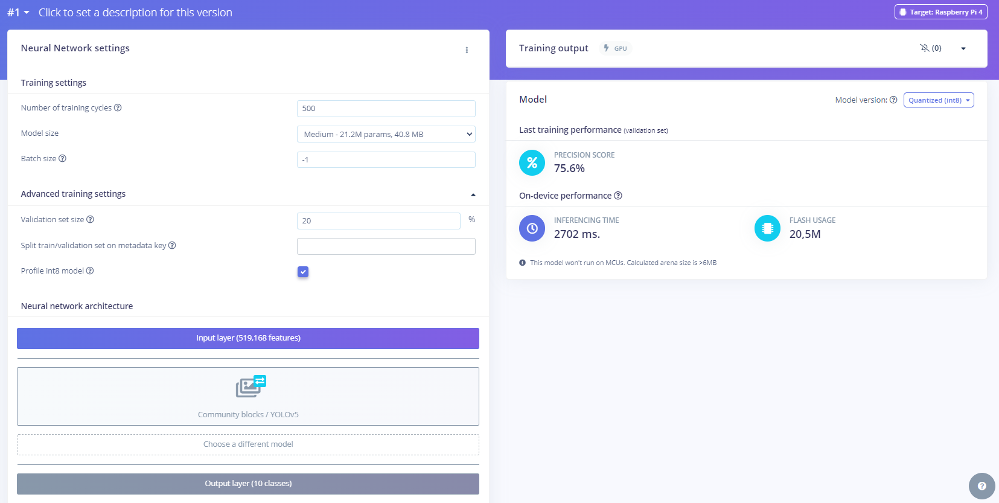 #1 Click to set a description for this version
Target: Raspberry Pi 4
Neural Network settings
Training settings
Number of training cycles
500
Model size
Medium - 21.2M params, 40.8 MB
Batch size
-1
Advanced training settings
Validation set size
20
%
Split train/validation set on metadata key
Profile int8 model
Neural network architecture
Input layer (519,168 features)
Community blocks / YOLOv5
Choose a different model
Output layer (10 classes)
Training output
GPU
(0)
Model
Model version:
Quantized (int8)
Last training performance (validation set)
%
PRECISION SCORE
75.6%
On-device performance
INFERENCING TIME
2702 ms.
FLASH USAGE
20,5M
This model won't run on MCUs. Calculated arena size is >6MB